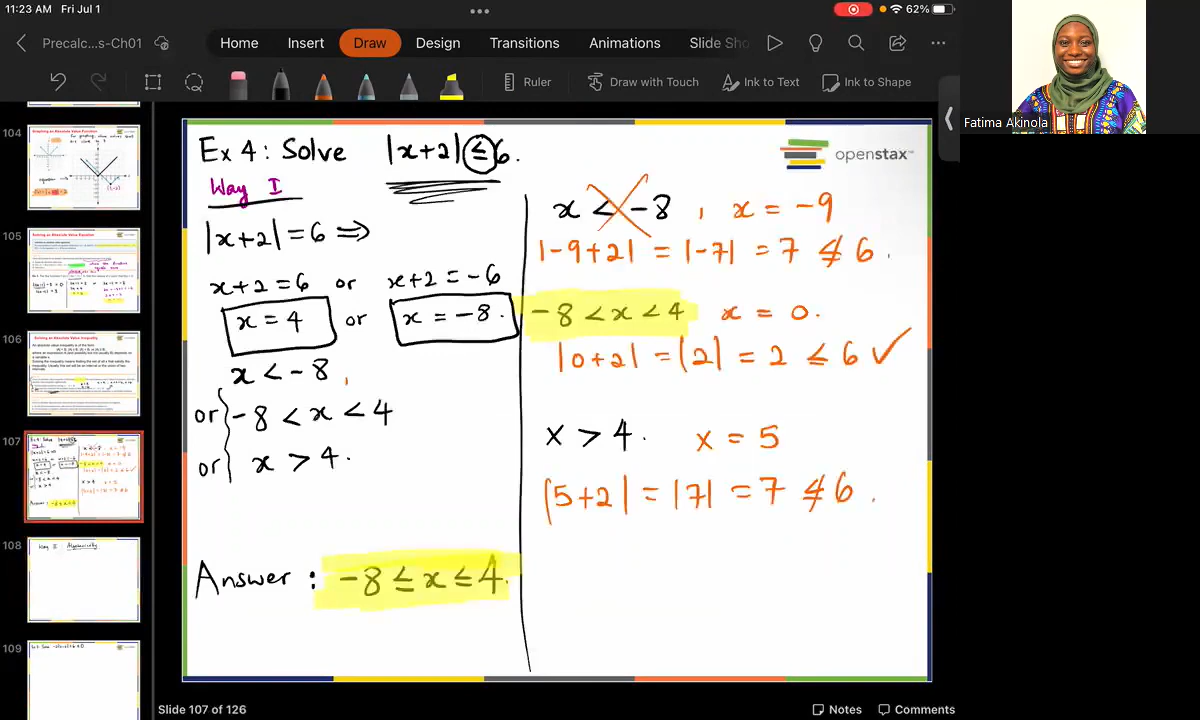 11:23 AM Fri Jul 1
62%
Precalc...s-Ch01
Home Insert Draw Design Transitions Animations Slide Sho
Ruler Draw with Touch Ink to Text Ink to Shape
Fatima Akinola
104
105
106
107
108
109
openstax™
Ex 4: Solve |x+2| ≤ 6.
Way I
|x+2| = 6 ⇒
x+2 = 6 or x+2 = -6
x = 4 or x = -8.
x < -8,
or -8 < x < 4
or x > 4.
Answer: -8 ≤ x ≤ 4.
x < -8, x = -9
|-9+2| = |-7| = 7 ≰ 6.
-8 < x < 4 x = 0.
|0+2| = |2| = 2 ≤ 6 ✓
x > 4. x = 5
|5+2| = |7| = 7 ≰ 6.
Slide 107 of 126
Notes Comments